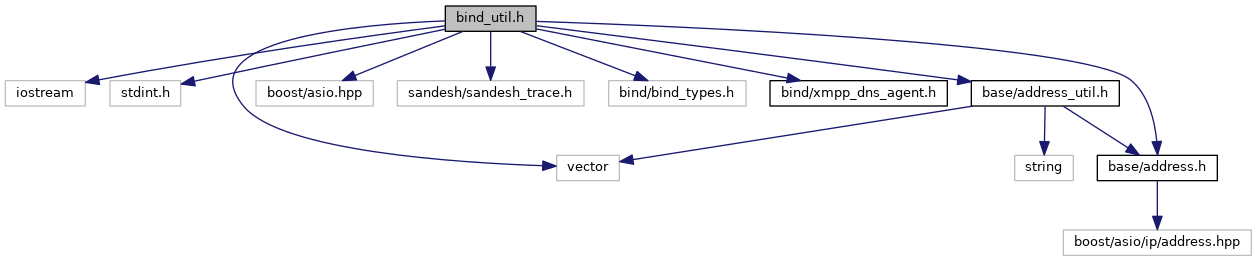 bind_util.h
iostream
stdint.h
boost/asio.hpp
sandesh/sandesh_trace.h
bind/bind_types.h
bind/xmpp_dns_agent.h
base/address_util.h
vector
string
base/address.h
boost/asio/ip/address.hpp